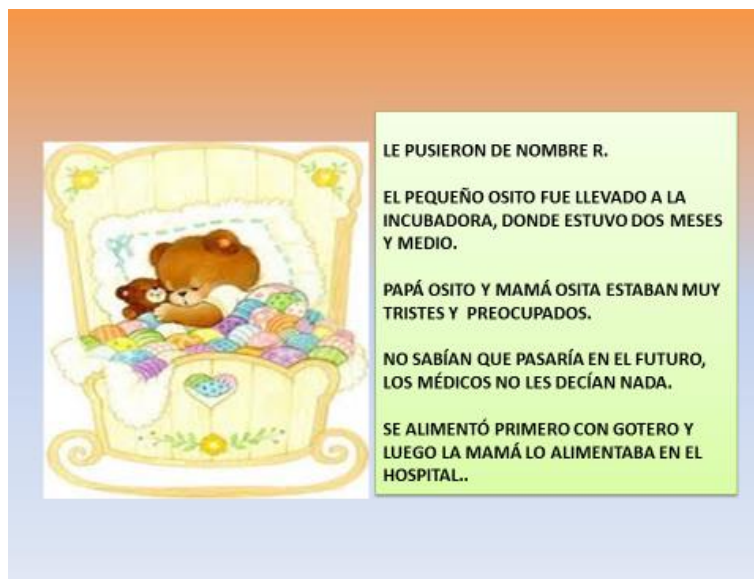 LE PUSIERON DE NOMBRE R.
EL PEQUEÑO OSITO FUE LLEVADO A LA
INCUBADORA, DONDE ESTUVO DOS MESES
Y MEDIO.
PAPÁ OSITO Y MAMÁ OSITA ESTABAN MUY
TRISTES Y  PREOCUPADOS.
NO SABÍAN QUE PASARÍA EN EL FUTURO,
LOS MÉDICOS NO LES DECÍAN NADA.
SE ALIMENTÓ PRIMERO CON GOTERO Y
LUEGO LA MAMÁ LO ALIMENTABA EN EL
HOSPITAL..